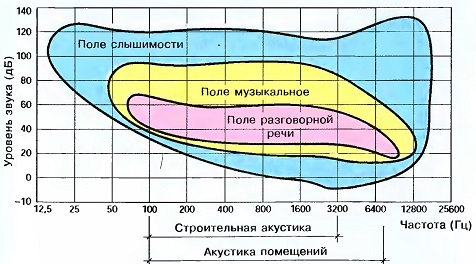 Уровень звука (дБ)
140
120
100
80
60
40
20
0
-10
Поле слышимости
Поле музыкальное
Поле разговорной
речи
12,5 25 50 100 200 400 800 1600 3200 6400 12800 25600
Частота (Гц)
Строительная акустика
Акустика помещений